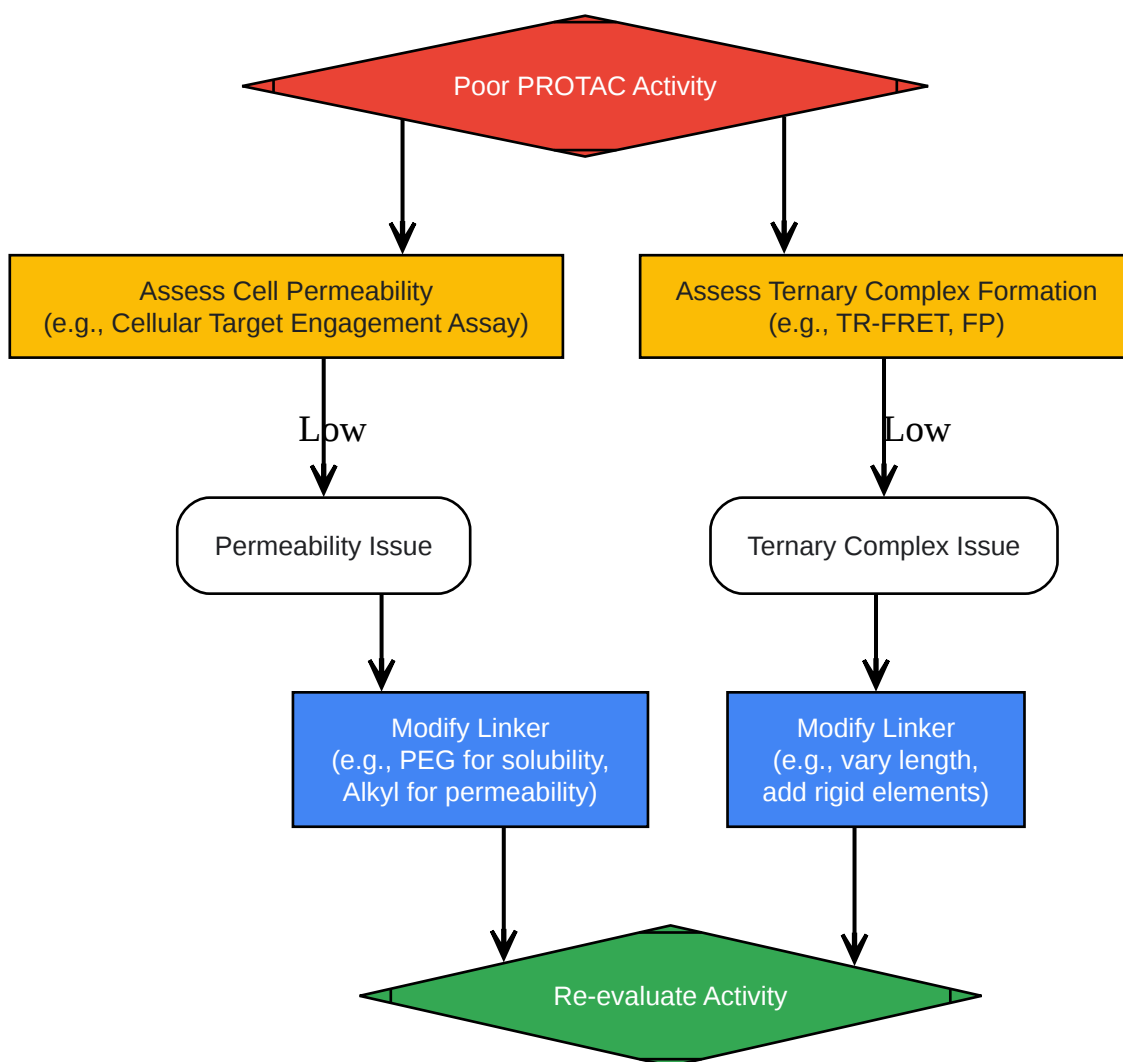 Poor PROTAC Activity
Assess Cell Permeability
(e.g., Cellular Target Engagement Assay)
Assess Ternary Complex Formation
(e.g., TR-FRET, FP)
Low
Low
Permeability Issue
Ternary Complex Issue
Modify Linker
(e.g., PEG for solubility,
Alkyl for permeability)
Modify Linker
(e.g., vary length,
add rigid elements)
Re-evaluate Activity